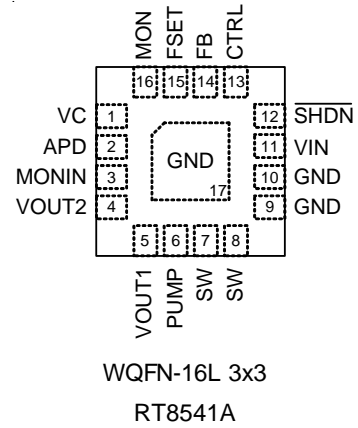 MON FSET FB CTRL
16 15 14 13
VC 1 12 SHDN
APD 2 11 VIN
MONIN 3 GND 10 GND
VOUT2 4 17 9 GND
5 6 7 8
VOUT1 PUMP SW SW
WQFN-16L 3x3
RT8541A